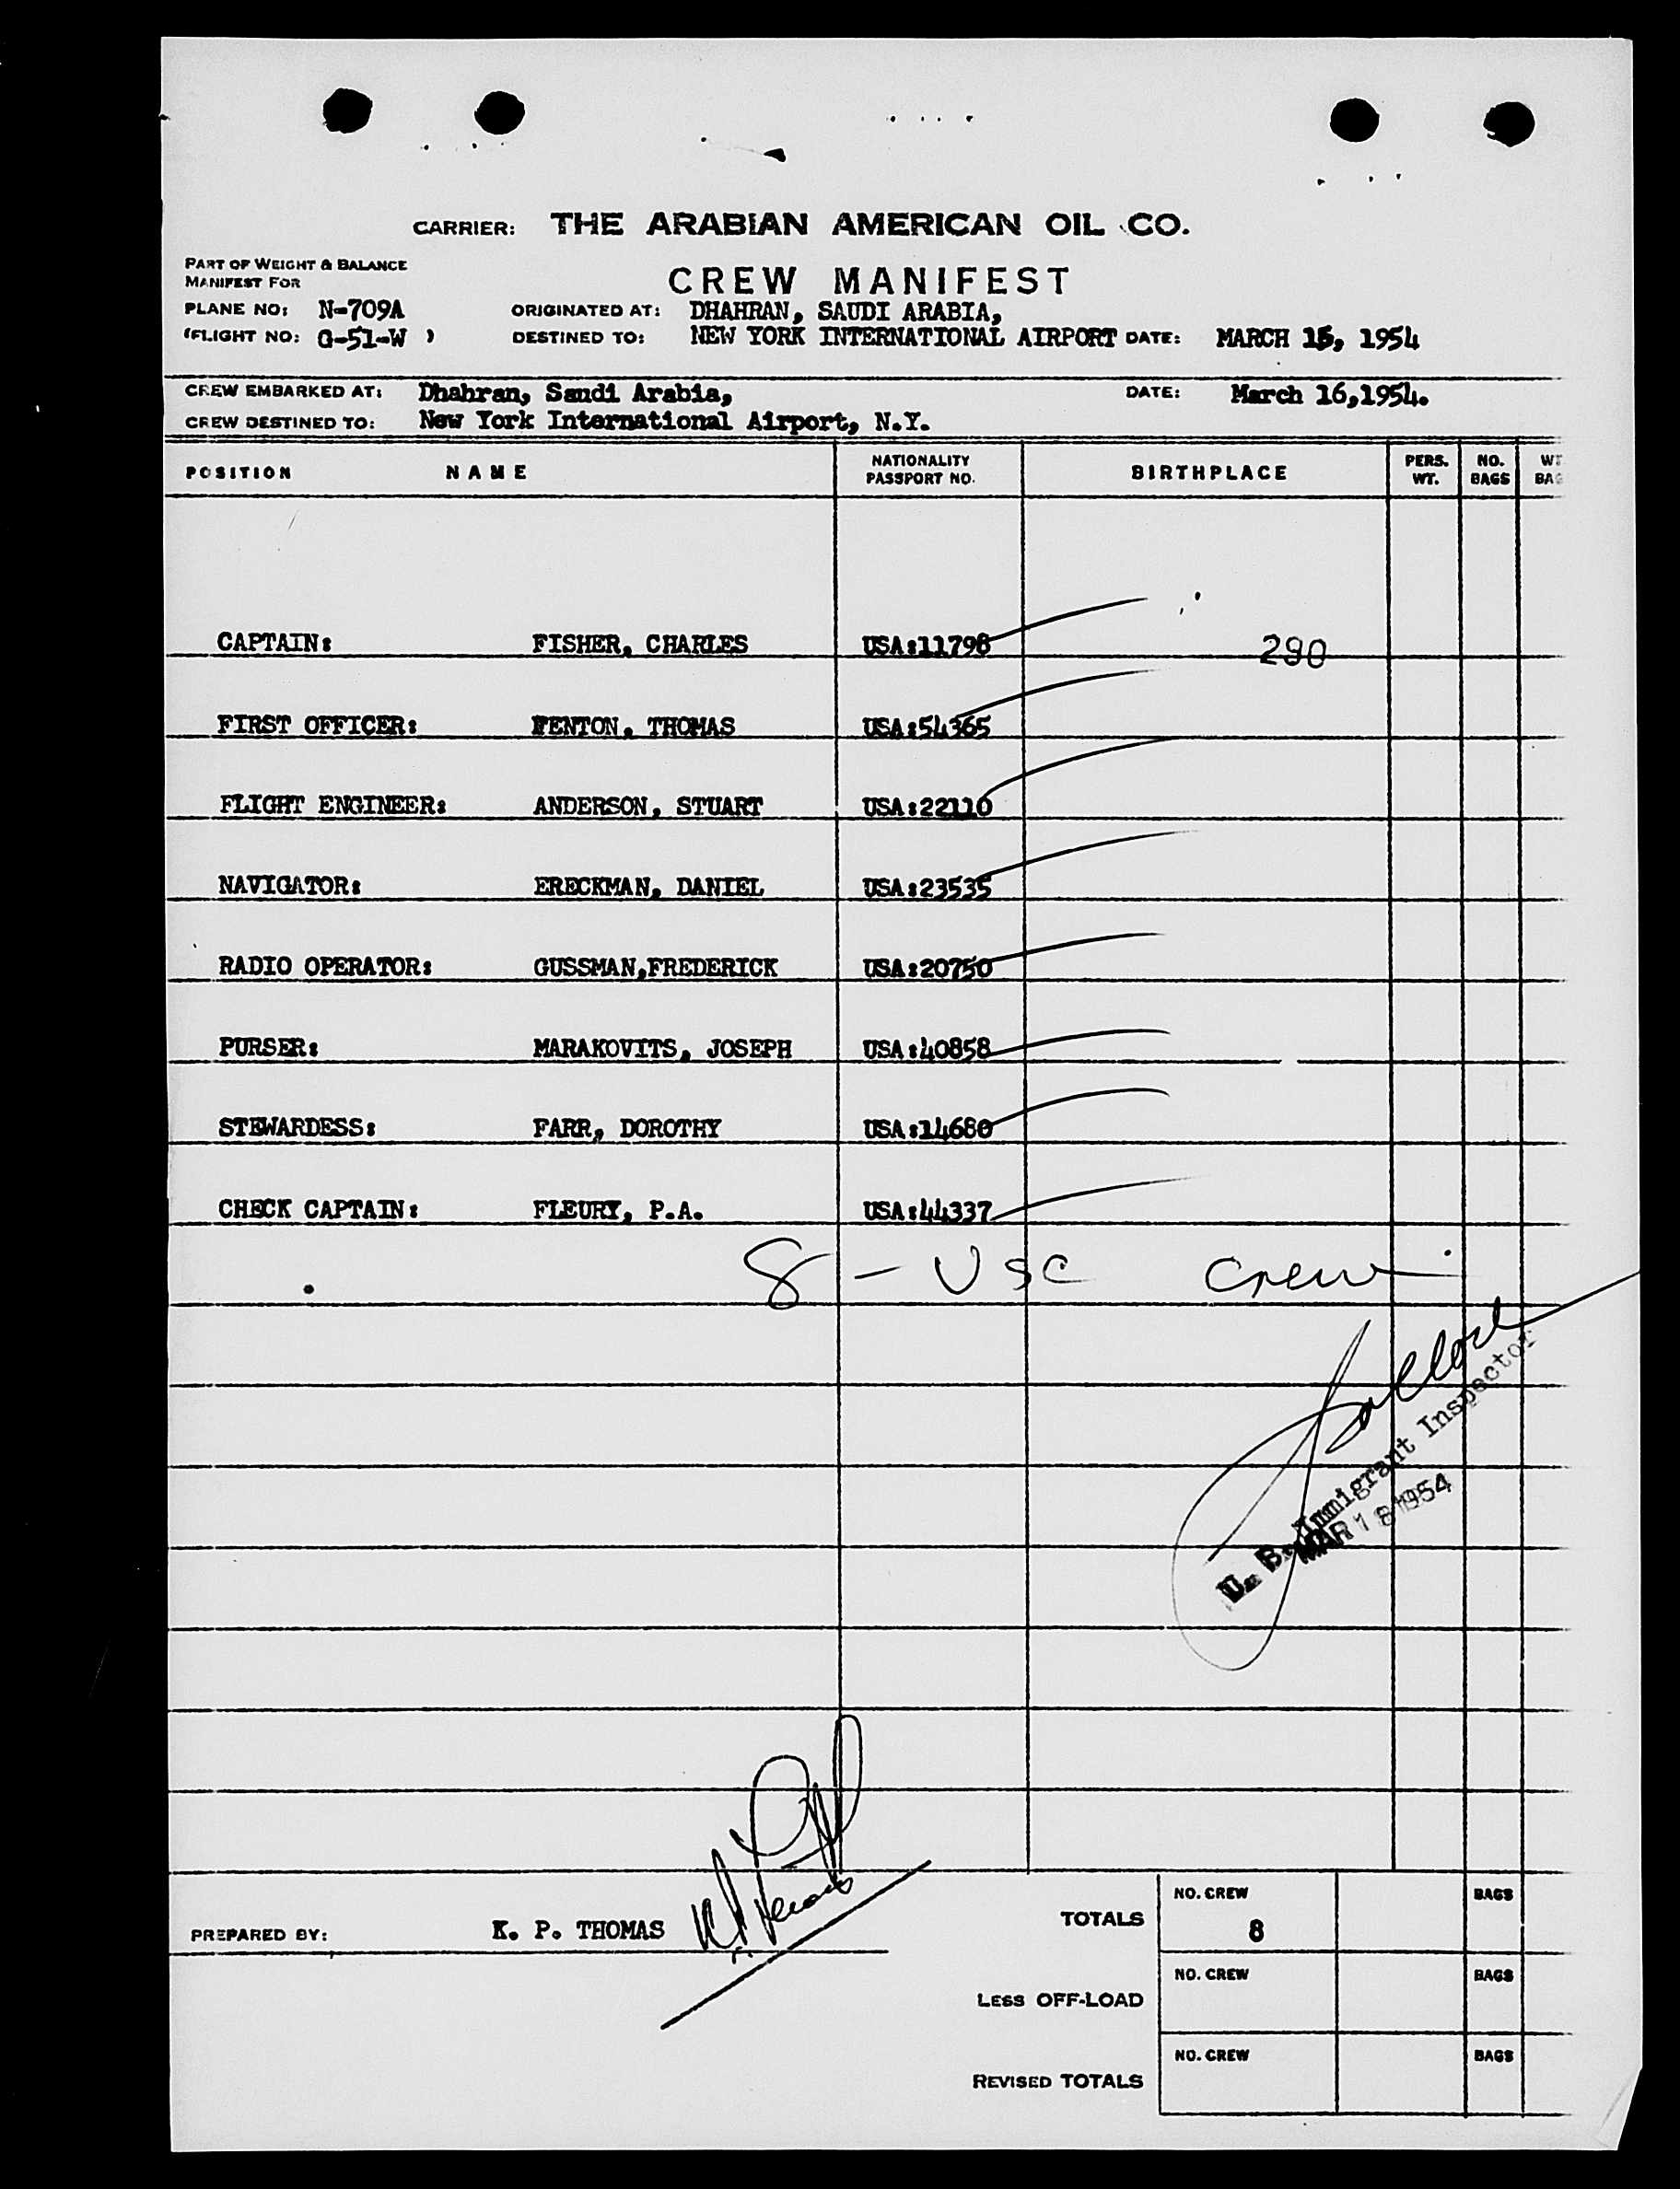 CARRIER: THE ARABIAN AMERICAN OIL CO.
PART OF WEIGHT & BALANCE
MANIFEST FOR
CREW MANIFEST
PLANE NO: N-709A ORIGINATED AT: DHAHRAN, SAUDI ARABIA,
(FLIGHT NO: G-51-W ) DESTINED TO: NEW YORK INTERNATIONAL AIRPORT DATE: MARCH 15, 1954
CREW EMBARKED AT: Dhahran, Saudi Arabia, DATE: March 16,1954.
CREW DESTINED TO: New York International Airport, N.Y.
POSITION NAME NATIONALITY PASSPORT NO. BIRTHPLACE PERS. WT. NO. BAGS WT BAG
CAPTAIN: FISHER, CHARLES USA:11798 290
FIRST OFFICER: FENTON, THOMAS USA:54365
FLIGHT ENGINEER: ANDERSON, STUART USA:22110
NAVIGATOR: ERECKMAN, DANIEL USA:23535
RADIO OPERATOR: GUSSMAN,FREDERICK USA:20750
PURSER: MARAKOVITS, JOSEPH USA:40858
STEWARDESS: FARR, DOROTHY USA:14680
CHECK CAPTAIN: FLEURY, P.A. USA:44337
8 - USC Crew
U. S. Immigrant Inspector
MAR 18 1954
PREPARED BY: K. P. THOMAS
TOTALS NO. CREW 8 BAGS
LESS OFF-LOAD NO. CREW BAGS
REVISED TOTALS NO. CREW BAGS